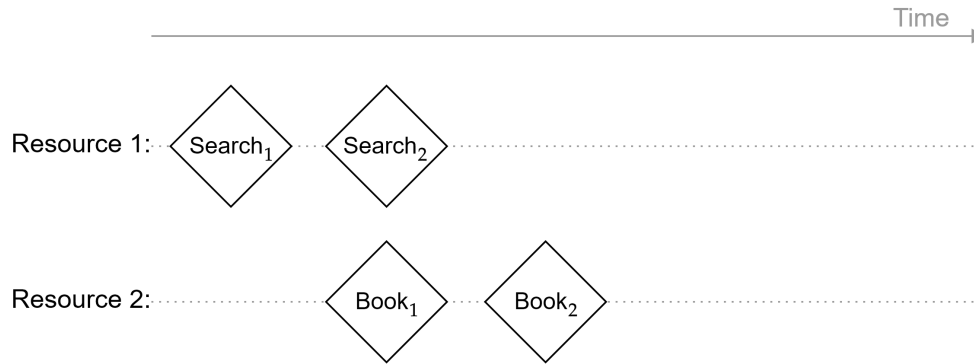 Time
Resource 1: Search₁ Search₂
Resource 2: Book₁ Book₂